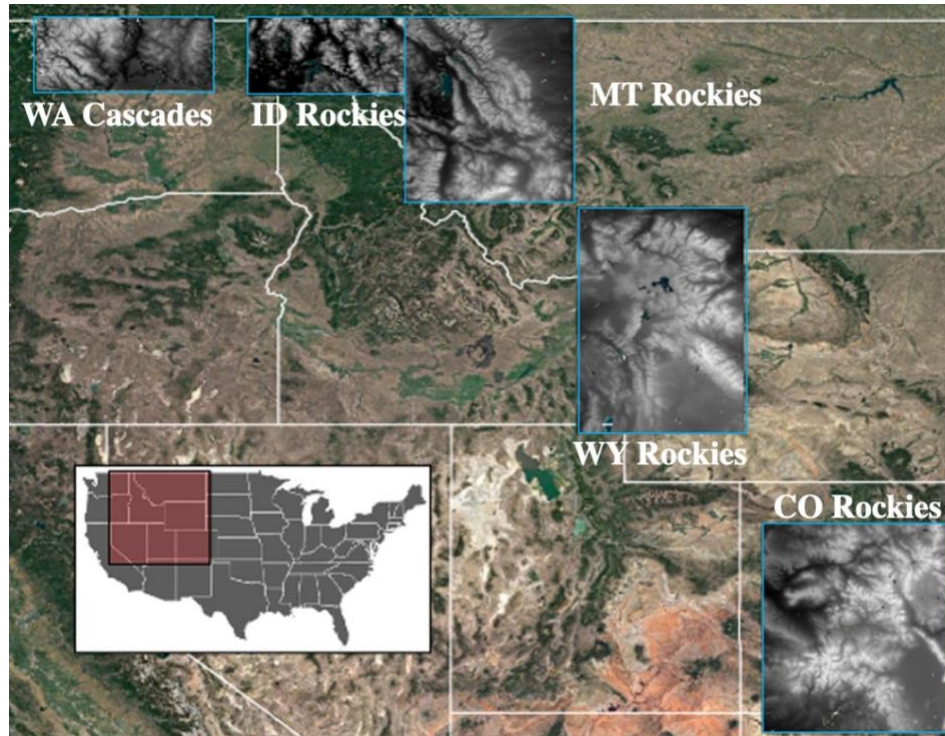 MT Rockies
WA Cascades
ID Rockies
WY Rockies
CO Rockies